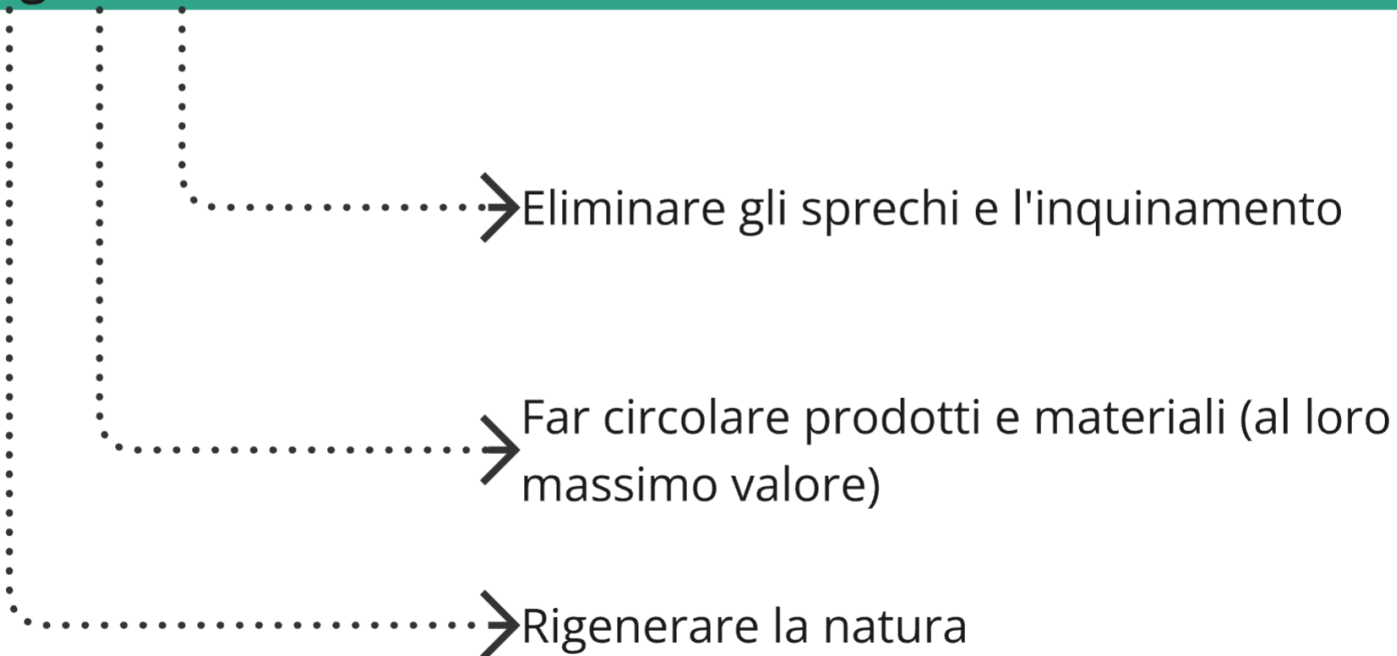 Eliminare gli sprechi e l'inquinamento
Far circolare prodotti e materiali (al loro
massimo valore)
Rigenerare la natura